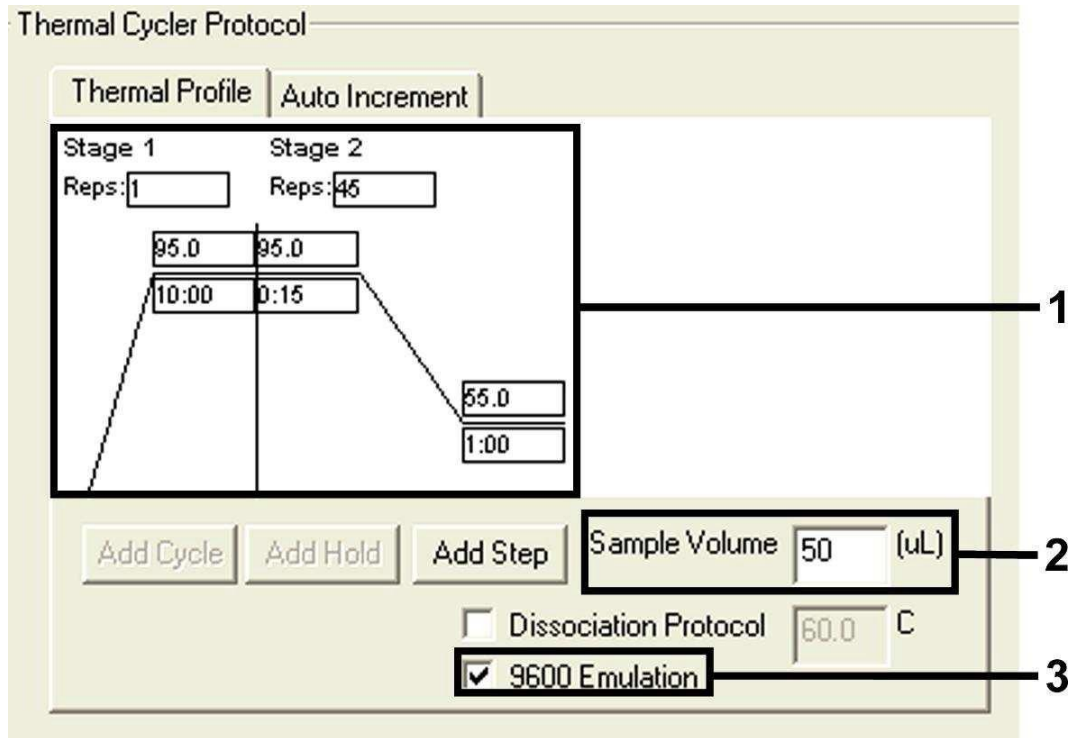 Thermal Cycler Protocol
Thermal Profile Auto Increment
Stage 1 Stage 2
Reps: 1 Reps: 45
95.0 95.0
10:00 0:15
1
55.0
1:00
Add Cycle Add Hold Add Step Sample Volume 50 (uL)
2
Dissociation Protocol 60.0 C
9600 Emulation
3